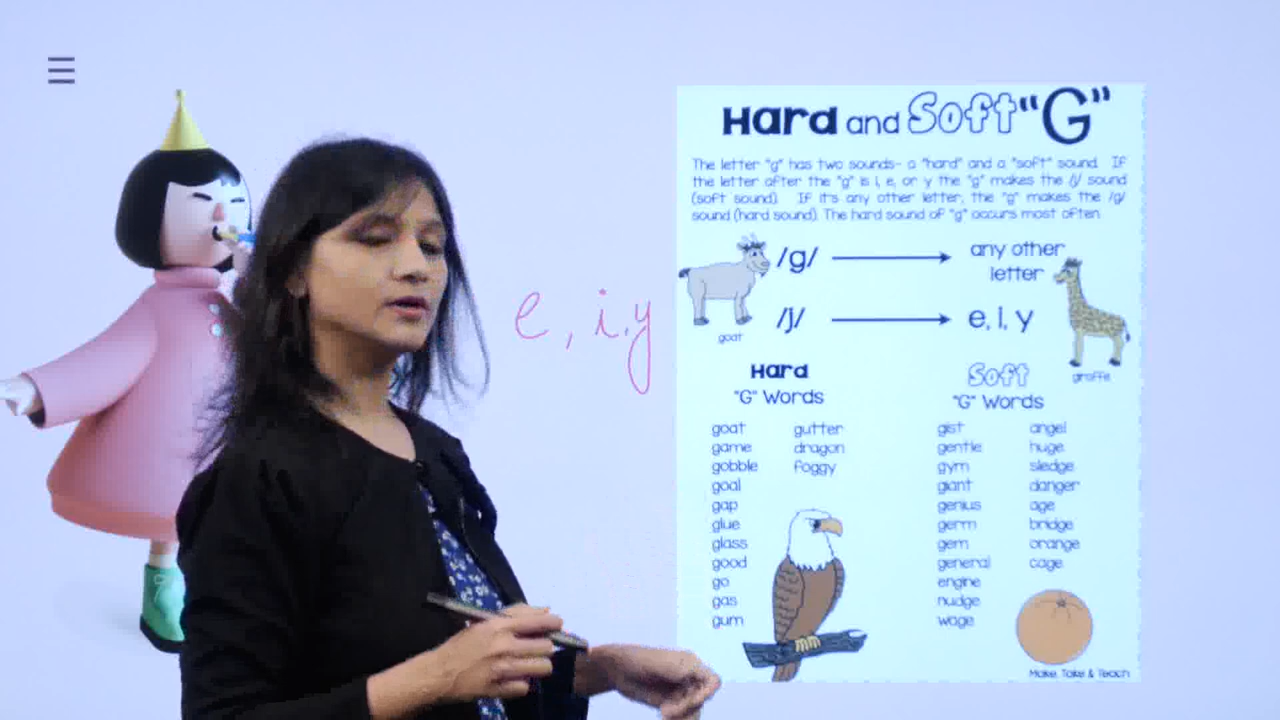 Hard and Soft "G"
The letter "g" has two sounds- a "hard" and a "soft" sound. If
the letter after the "g" is i, e, or y the "g" makes the /j/ sound
(soft sound). If it's any other letter, the "g" makes the /g/
sound (hard sound). The hard sound of "g" occurs most often.
/g/ any other
letter
goat
/j/ e, i, y
giraffe
e, i, y
Hard
"G" Words
goat
game
gobble
goal
gap
glue
glass
good
go
gas
gum
gutter
dragon
foggy
Soft
"G" Words
gist
gentle
gym
giant
genius
germ
gem
general
engine
nudge
wage
angel
huge
sledge
danger
age
bridge
orange
cage
Make, Take & Teach